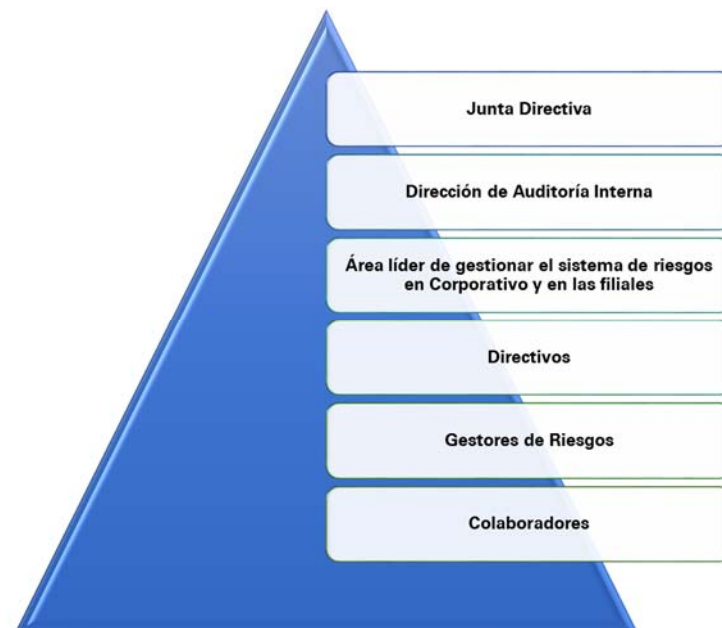 Junta Directiva
Dirección de Auditoría Interna
Área líder de gestionar el sistema de riesgos
en Corporativo y en las filiales
Directivos
Gestores de Riesgos
Colaboradores